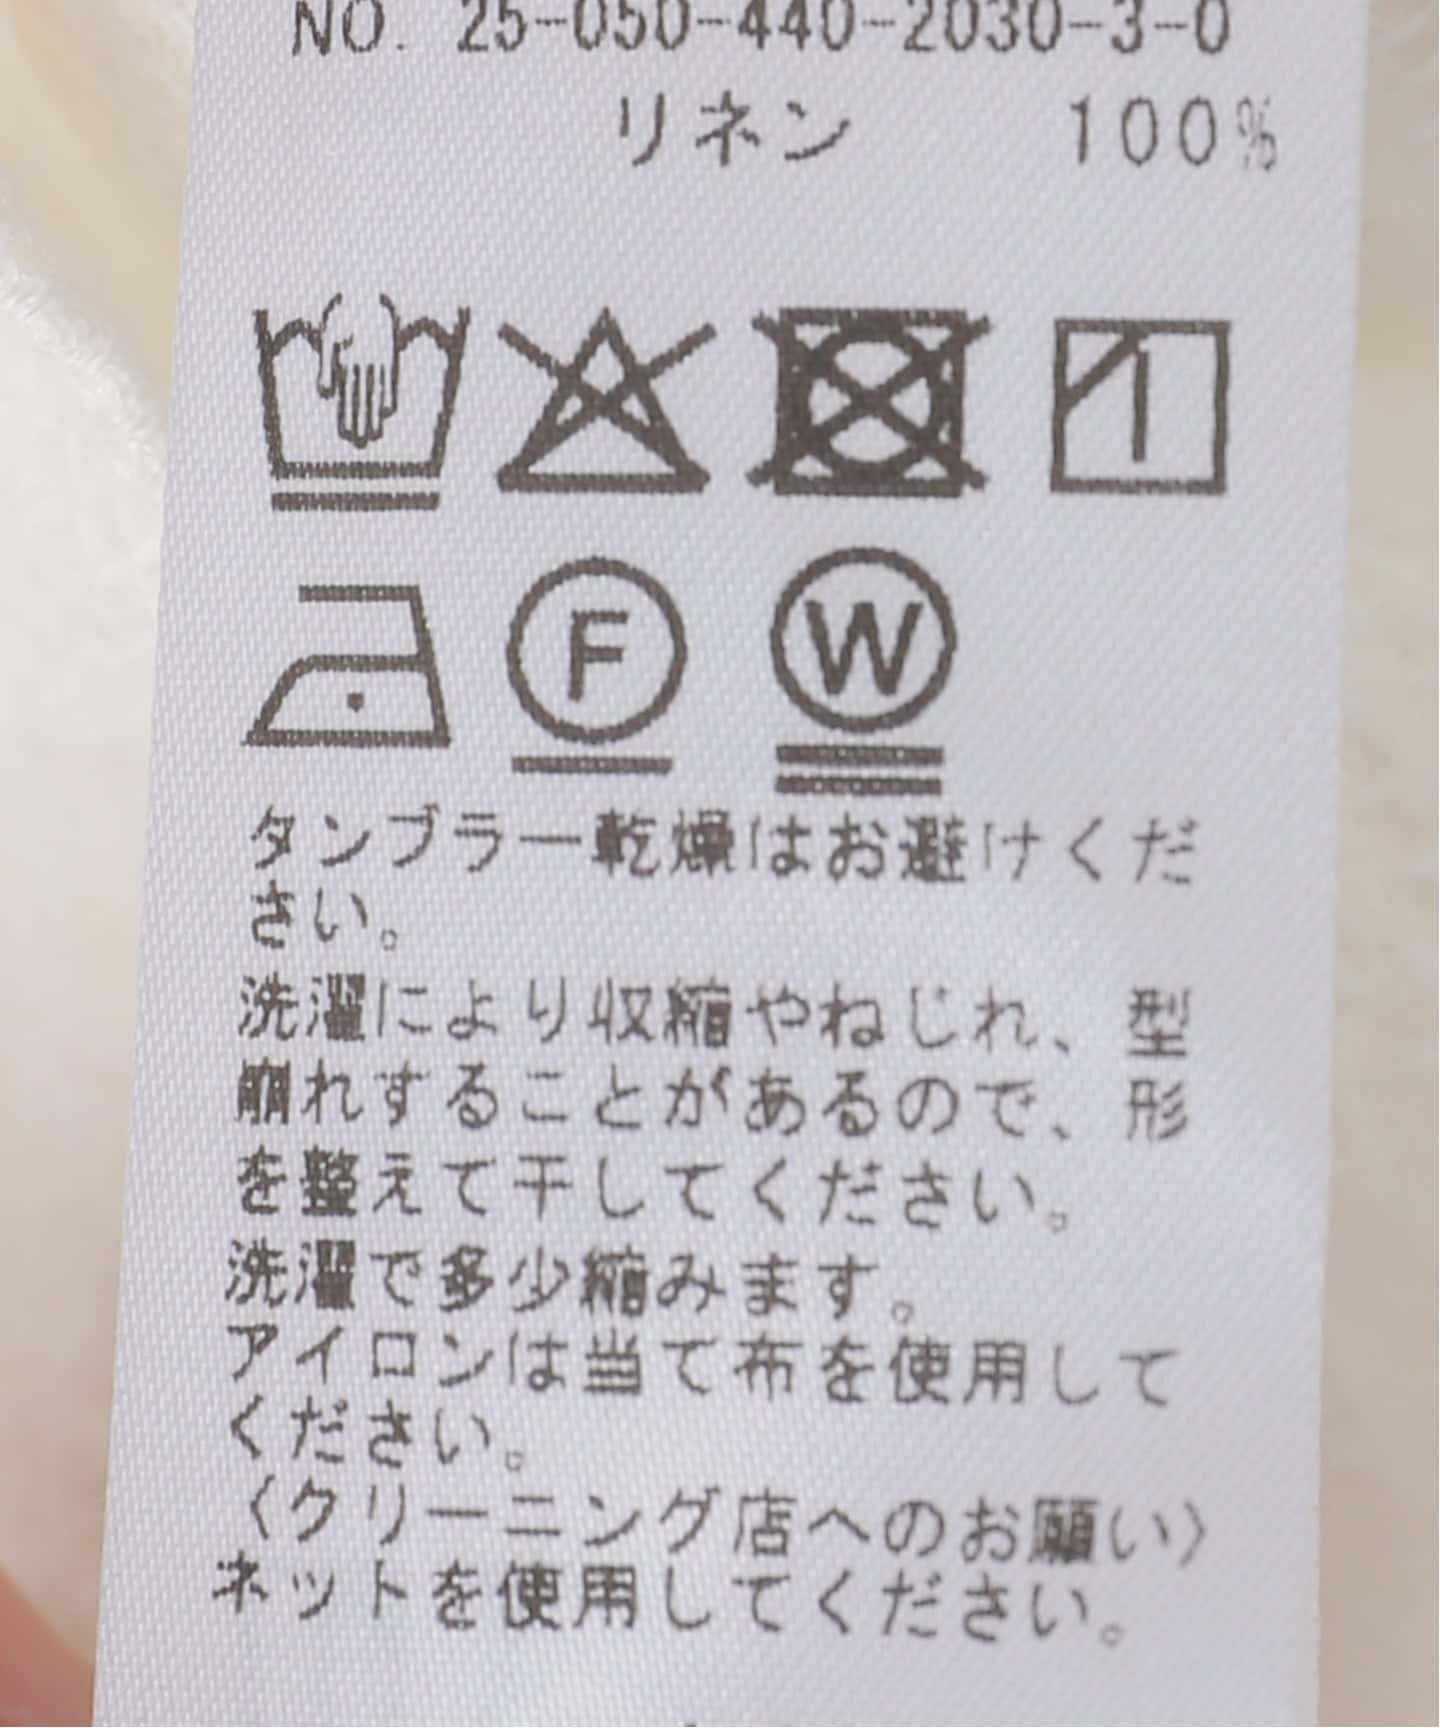 NO. 25-050-440-2030-3-0
リネン 100%
F W
タンブラー乾燥はお避けくだ
さい。
洗濯により収縮やねじれ、型
崩れすることがあるので、形
を整えて干してください。
洗濯で多少縮みます。
アイロンは当て布を使用して
ください。
〈クリーニング店へのお願い〉
ネットを使用してください。